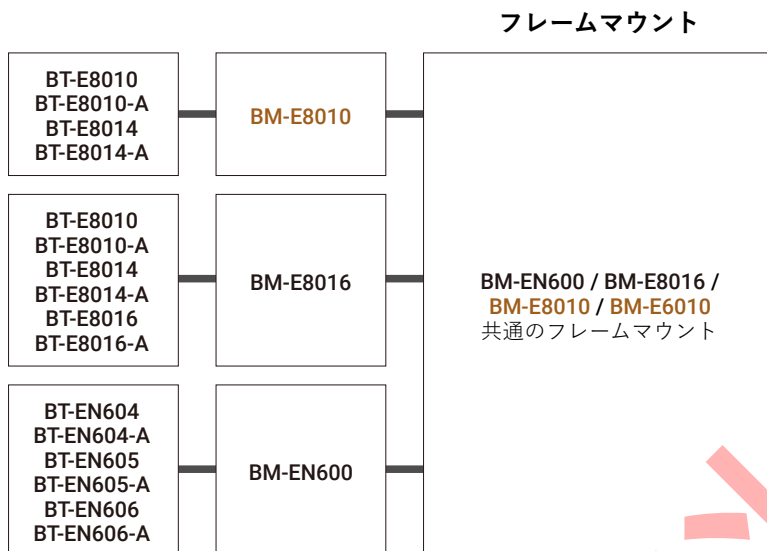 フレームマウント
BT-E8010
BT-E8010-A
BT-E8014
BT-E8014-A
BM-E8010
BT-E8010
BT-E8010-A
BT-E8014
BT-E8014-A
BT-E8016
BT-E8016-A
BM-E8016
BT-EN604
BT-EN604-A
BT-EN605
BT-EN605-A
BT-EN606
BT-EN606-A
BM-EN600
BM-EN600 / BM-E8016 /
BM-E8010 / BM-E6010
共通のフレームマウント